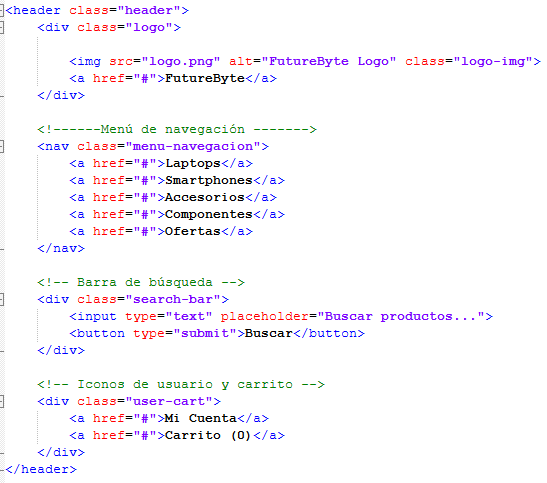 <header class="header">
<div class="logo">
<img src="logo.png" alt="FutureByte Logo" class="logo-img">
<a href="#">FutureByte</a>
</div>
<!------Menú de navegación ------->
<nav class="menu-navegacion">
<a href="#">Laptops</a>
<a href="#">Smartphones</a>
<a href="#">Accesorios</a>
<a href="#">Componentes</a>
<a href="#">Ofertas</a>
</nav>
<!-- Barra de búsqueda -->
<div class="search-bar">
<input type="text" placeholder="Buscar productos...">
<button type="submit">Buscar</button>
</div>
<!-- Iconos de usuario y carrito -->
<div class="user-cart">
<a href="#">Mi Cuenta</a>
<a href="#">Carrito (0)</a>
</div>
</header>